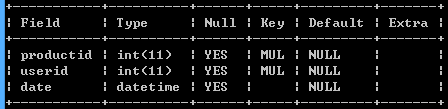 +-----------+----------+------+-----+---------+-------+
| Field | Type | Null | Key | Default | Extra |
+-----------+----------+------+-----+---------+-------+
| productid | int(11) | YES | MUL | NULL | |
| userid | int(11) | YES | MUL | NULL | |
| date | datetime | YES | | NULL | |
+-----------+----------+------+-----+---------+-------+